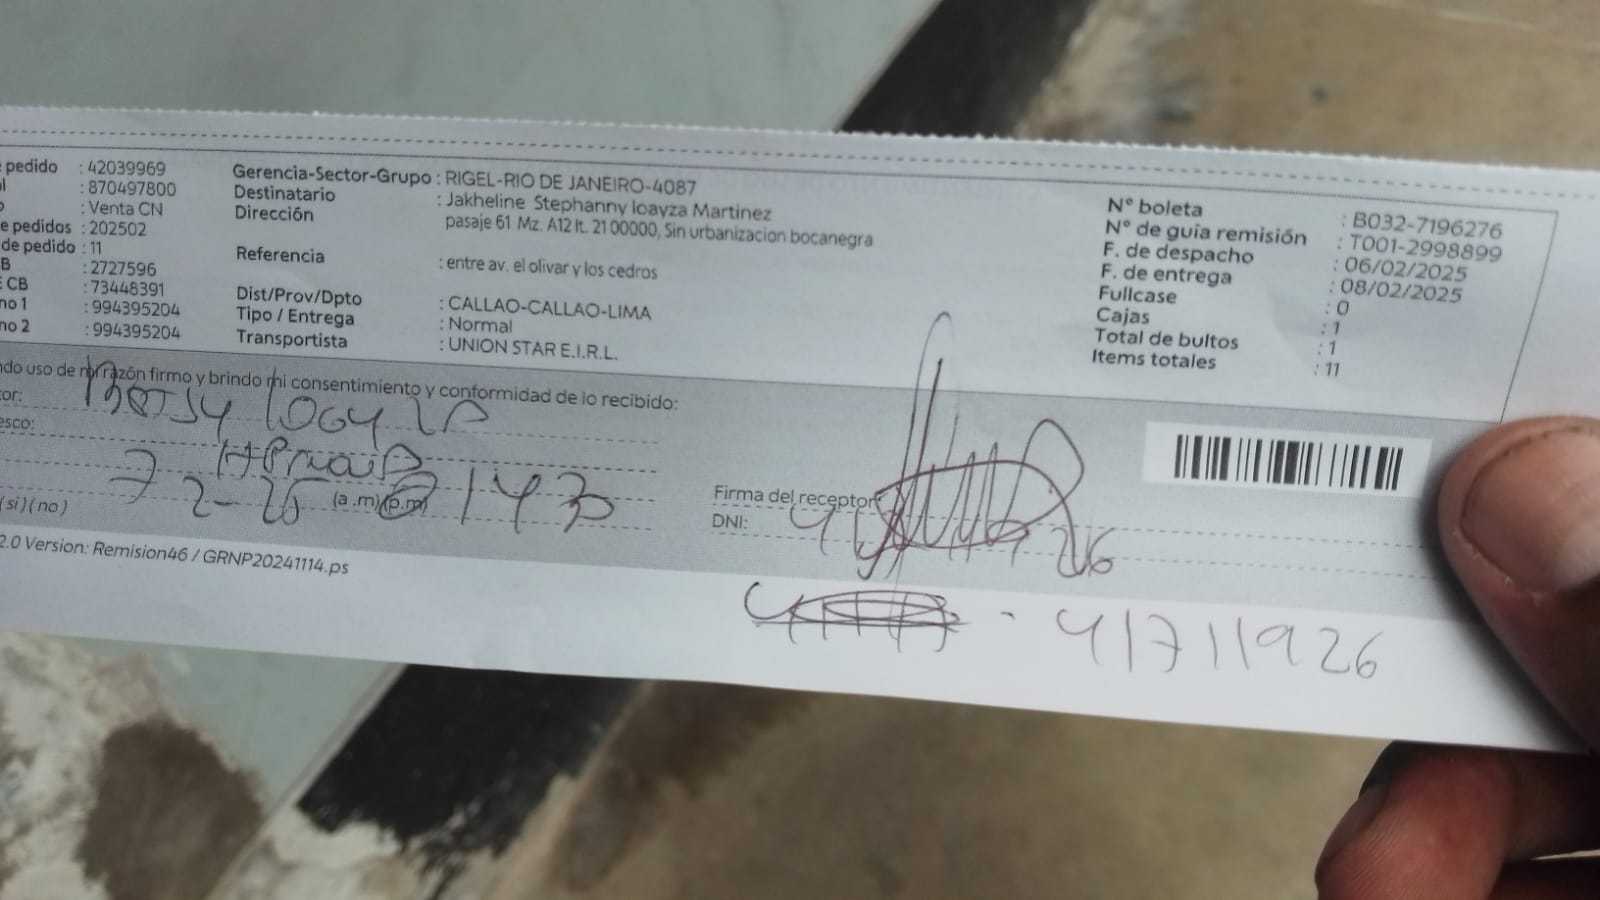 pedido : 42039969
: 870497800
: Venta CN
e pedidos : 202502
de pedido : 11
B : 2727596
E CB : 73448391
no 1 : 994395204
no 2 : 994395204
Gerencia-Sector-Grupo : RIGEL-RIO DE JANEIRO-4087
Destinatario : Jakheline Stephanny loayza Martinez
Dirección : pasaje 61 Mz. A12 lt. 21 00000, Sin urbanizacion bocanegra
Referencia : entre av. el olivar y los cedros
Dist/Prov/Dpto : CALLAO-CALLAO-LIMA
Tipo / Entrega : Normal
Transportista : UNION STAR E.I.R.L.
N° boleta : B032-7196276
N° de guia remisión : T001-2998899
F. de despacho : 06/02/2025
F. de entrega : 08/02/2025
Fullcase : 0
Cajas : 1
Total de bultos : 1
Items totales : 11
ndo uso de mi razón firmo y brindo mi consentimiento y conformidad de lo recibido:
tor:
esco:
7 2-25 (a.m)(p.m) 143
(si)(no)
Firma del receptor:
DNI:
2.0 Version: Remision46 / GRNP20241114.ps
- 41711926